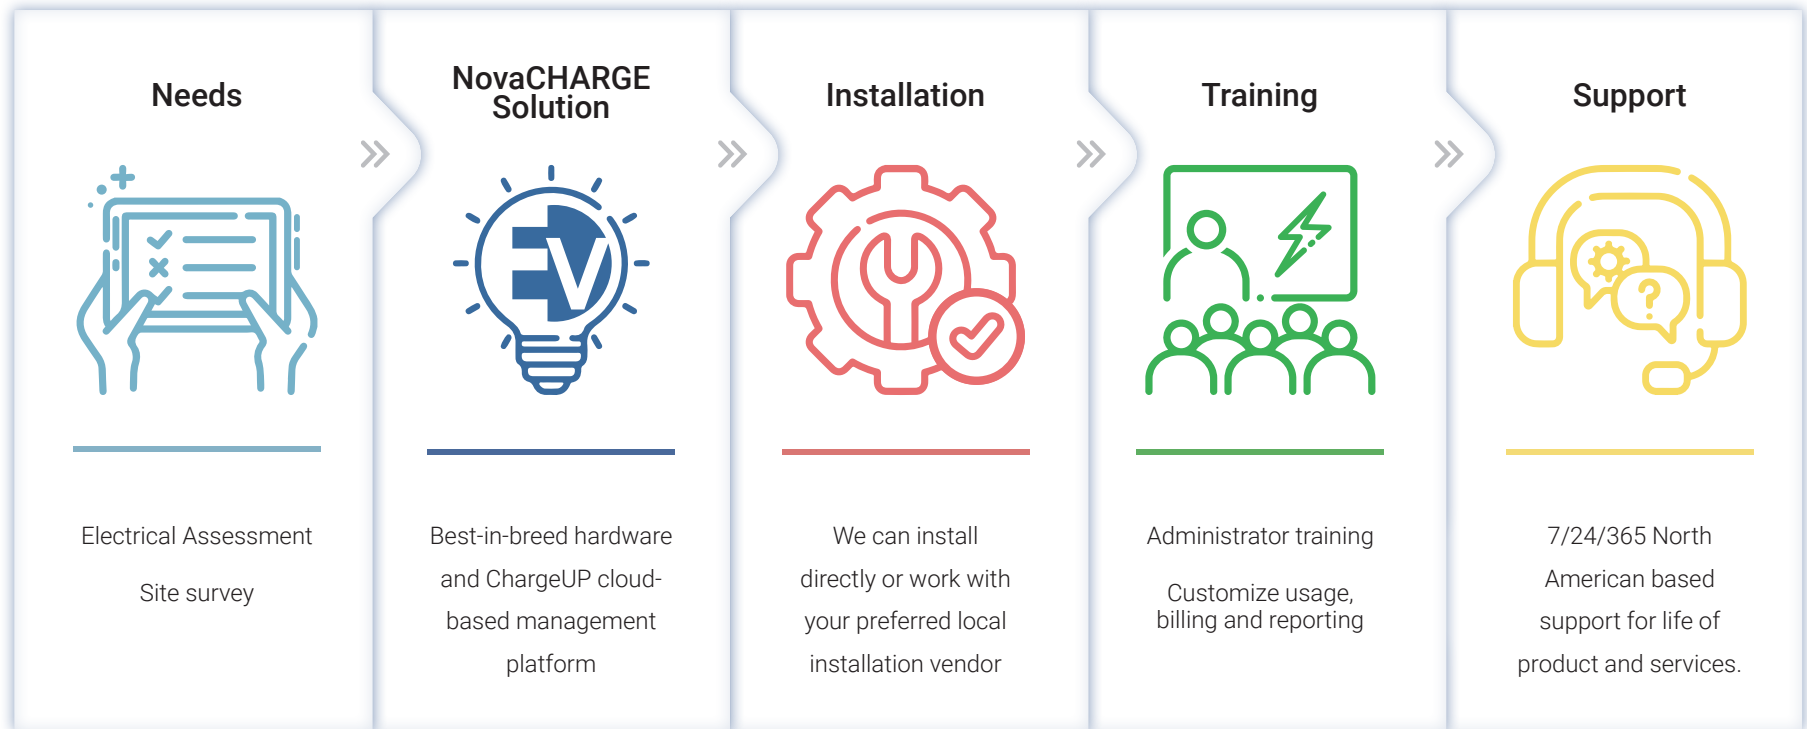 Needs
NovaCHARGE
Solution
Installation
Training
Support
EV
?
Electrical Assessment
Site survey
Best-in-breed hardware
and ChargeUP cloud-
based management
platform
We can install
directly or work with
your preferred local
installation vendor
Administrator training
Customize usage,
billing and reporting
7/24/365 North
American based
support for life of
product and services.